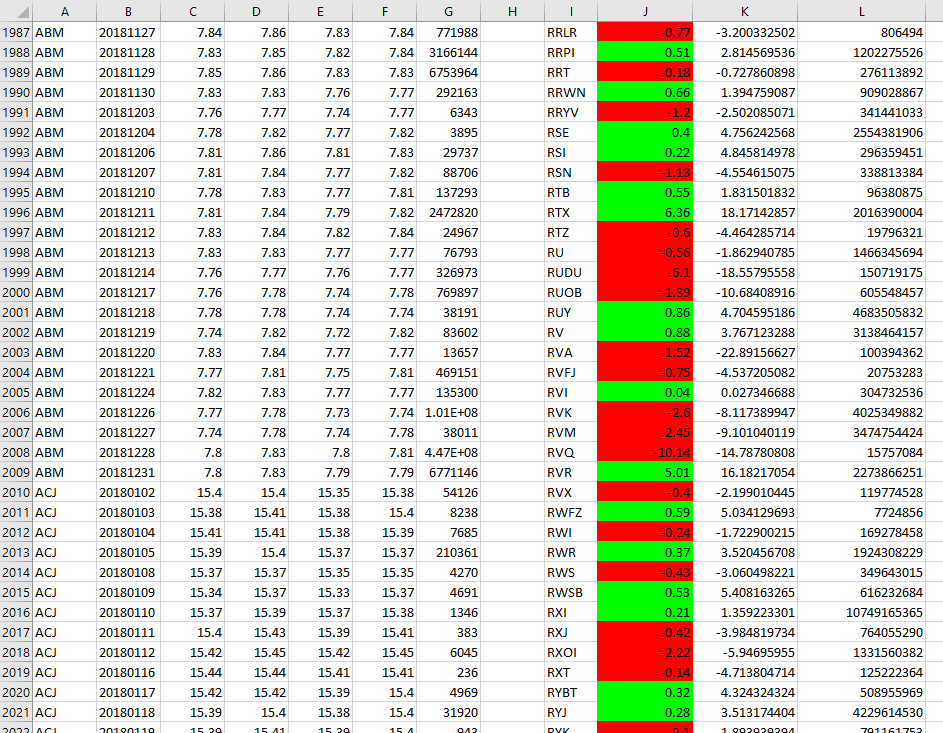 A B C D E F G H I J K L
1987 ABM 20181127 7.84 7.86 7.83 7.84 771988 RRLR -0.77 -3.200332502 806494
1988 ABM 20181128 7.83 7.85 7.82 7.84 3166144 RRPI 0.51 2.814569536 1202275526
1989 ABM 20181129 7.85 7.86 7.83 7.83 6753964 RRT -0.18 -0.727860898 276113892
1990 ABM 20181130 7.83 7.83 7.76 7.77 292163 RRWN 0.66 1.394759087 909028867
1991 ABM 20181203 7.76 7.77 7.74 7.77 6343 RRYV -1.2 -2.502085071 341441033
1992 ABM 20181204 7.78 7.82 7.77 7.82 3895 RSE 0.4 4.756242568 2554381906
1993 ABM 20181206 7.81 7.86 7.81 7.83 29737 RSI 0.22 4.845814978 296359451
1994 ABM 20181207 7.81 7.84 7.77 7.82 88706 RSN -1.13 -4.554615075 338813384
1995 ABM 20181210 7.78 7.83 7.77 7.81 137293 RTB 0.55 1.831501832 96380875
1996 ABM 20181211 7.81 7.84 7.79 7.82 2472820 RTX 6.36 18.17142857 2016390004
1997 ABM 20181212 7.83 7.84 7.82 7.84 24967 RTZ -0.6 -4.464285714 19796321
1998 ABM 20181213 7.83 7.83 7.77 7.77 76793 RU -0.56 -1.862940785 1466345694
1999 ABM 20181214 7.76 7.77 7.76 7.77 326973 RUDU -6.1 -18.55795558 150719175
2000 ABM 20181217 7.76 7.78 7.74 7.78 769897 RUOB -1.39 -10.68408916 605548457
2001 ABM 20181218 7.78 7.78 7.74 7.74 38191 RUY 0.86 4.704595186 4683505832
2002 ABM 20181219 7.74 7.82 7.72 7.82 83602 RV 0.88 3.767123288 3138464157
2003 ABM 20181220 7.83 7.84 7.77 7.77 13657 RVA -1.52 -22.89156627 100394362
2004 ABM 20181221 7.77 7.81 7.75 7.81 469151 RVFJ -0.75 -4.537205082 20753283
2005 ABM 20181224 7.82 7.83 7.77 7.77 135300 RVI 0.04 0.027346688 304732536
2006 ABM 20181226 7.77 7.78 7.73 7.74 1.01E+08 RVK -2.6 -8.117389947 4025349882
2007 ABM 20181227 7.74 7.78 7.74 7.78 38011 RVM -2.45 -9.101040119 3474754424
2008 ABM 20181228 7.8 7.83 7.8 7.81 4.47E+08 RVQ -10.14 -14.78780808 15757084
2009 ABM 20181231 7.8 7.83 7.79 7.79 6771146 RVR 5.01 16.18217054 2273866251
2010 ACJ 20180102 15.4 15.4 15.35 15.38 54126 RVX -0.4 -2.199010445 119774528
2011 ACJ 20180103 15.38 15.41 15.38 15.4 8238 RWFZ 0.59 5.034129693 7724856
2012 ACJ 20180104 15.41 15.41 15.38 15.39 7685 RWI -0.24 -1.722900215 169278458
2013 ACJ 20180105 15.39 15.4 15.37 15.37 210361 RWR 0.37 3.520456708 1924308229
2014 ACJ 20180108 15.37 15.37 15.35 15.35 4270 RWS -0.43 -3.060498221 349643015
2015 ACJ 20180109 15.34 15.37 15.33 15.37 4691 RWSB 0.53 5.408163265 616232684
2016 ACJ 20180110 15.37 15.39 15.37 15.38 1346 RXI 0.21 1.359223301 10749165365
2017 ACJ 20180111 15.4 15.43 15.39 15.41 383 RXJ -0.42 -3.984819734 764055290
2018 ACJ 20180112 15.42 15.45 15.42 15.45 6045 RXOI -2.22 -5.94695955 1331560382
2019 ACJ 20180116 15.44 15.44 15.41 15.41 236 RXT -0.14 -4.713804714 125222364
2020 ACJ 20180117 15.42 15.42 15.39 15.4 4969 RYBT 0.32 4.324324324 508955969
2021 ACJ 20180118 15.39 15.4 15.38 15.4 31920 RYJ 0.28 3.513174404 4229614530
2022 ACJ 20180119 15.39 15.41 15.39 15.4 943 RYK